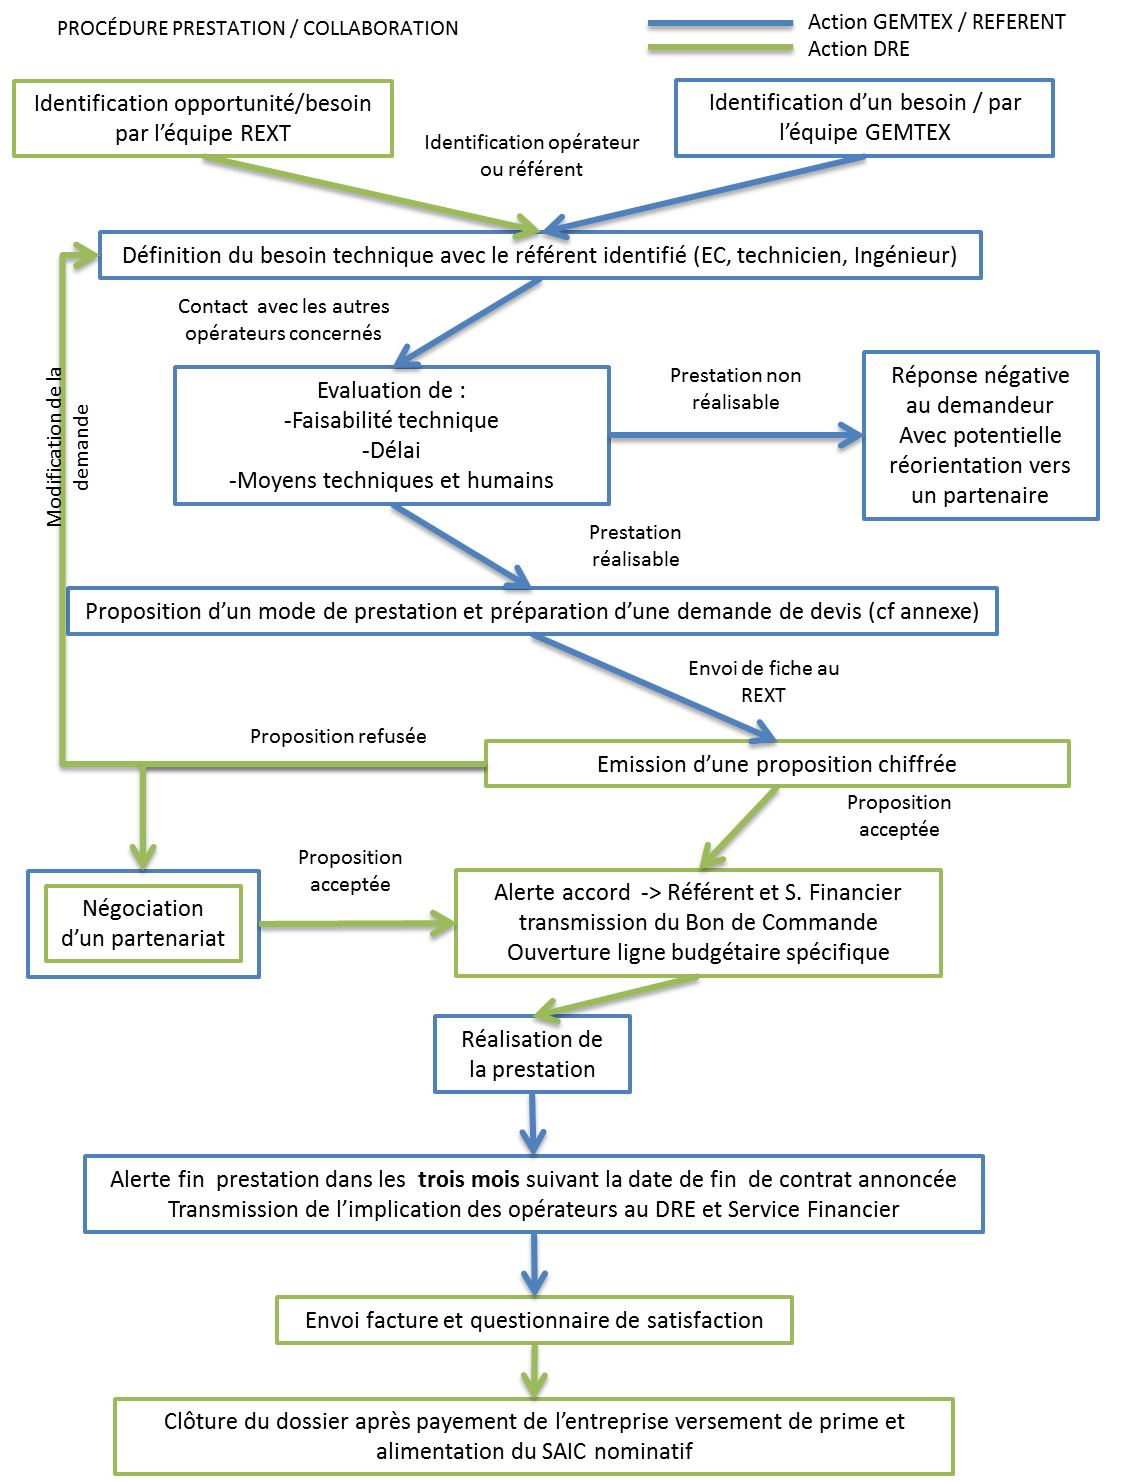 PROCÉDURE PRESTATION / COLLABORATION
Action GEMTEX / REFERENT
Action DRE
Identification opportunité/besoin
par l’équipe REXT
Identification d’un besoin / par
l’équipe GEMTEX
Identification opérateur
ou référent
Définition du besoin technique avec le référent identifié (EC, technicien, Ingénieur)
Contact avec les autres
opérateurs concernés
Evaluation de :
-Faisabilité technique
-Délai
-Moyens techniques et humains
Prestation non
réalisable
Réponse négative
au demandeur
Avec potentielle
réorientation vers
un partenaire
Modification de la
demande
Prestation
réalisable
Proposition d’un mode de prestation et préparation d’une demande de devis (cf annexe)
Envoi de fiche au
REXT
Proposition refusée
Emission d’une proposition chiffrée
Proposition
acceptée
Négociation
d’un partenariat
Proposition
acceptée
Alerte accord -> Référent et S. Financier
transmission du Bon de Commande
Ouverture ligne budgétaire spécifique
Réalisation de
la prestation
Alerte fin prestation dans les trois mois suivant la date de fin de contrat annoncée
Transmission de l’implication des opérateurs au DRE et Service Financier
Envoi facture et questionnaire de satisfaction
Clôture du dossier après payement de l’entreprise versement de prime et
alimentation du SAIC nominatif